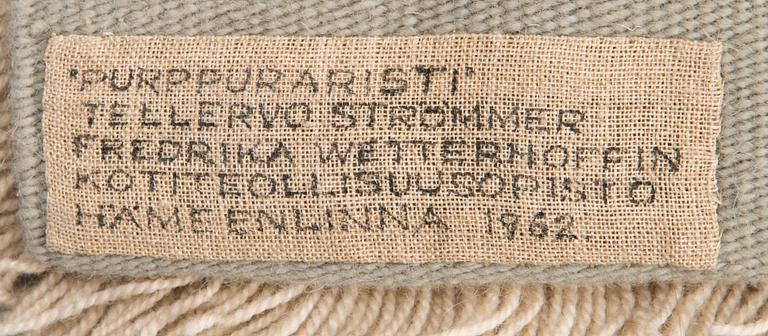 "PURPPURARISTI"
TELLERVO STRÖMMER
FREDRIKA WETTERHOFFIN
KOTITEOLLISUUSOPISTO
HÄMEENLINNA 1962.